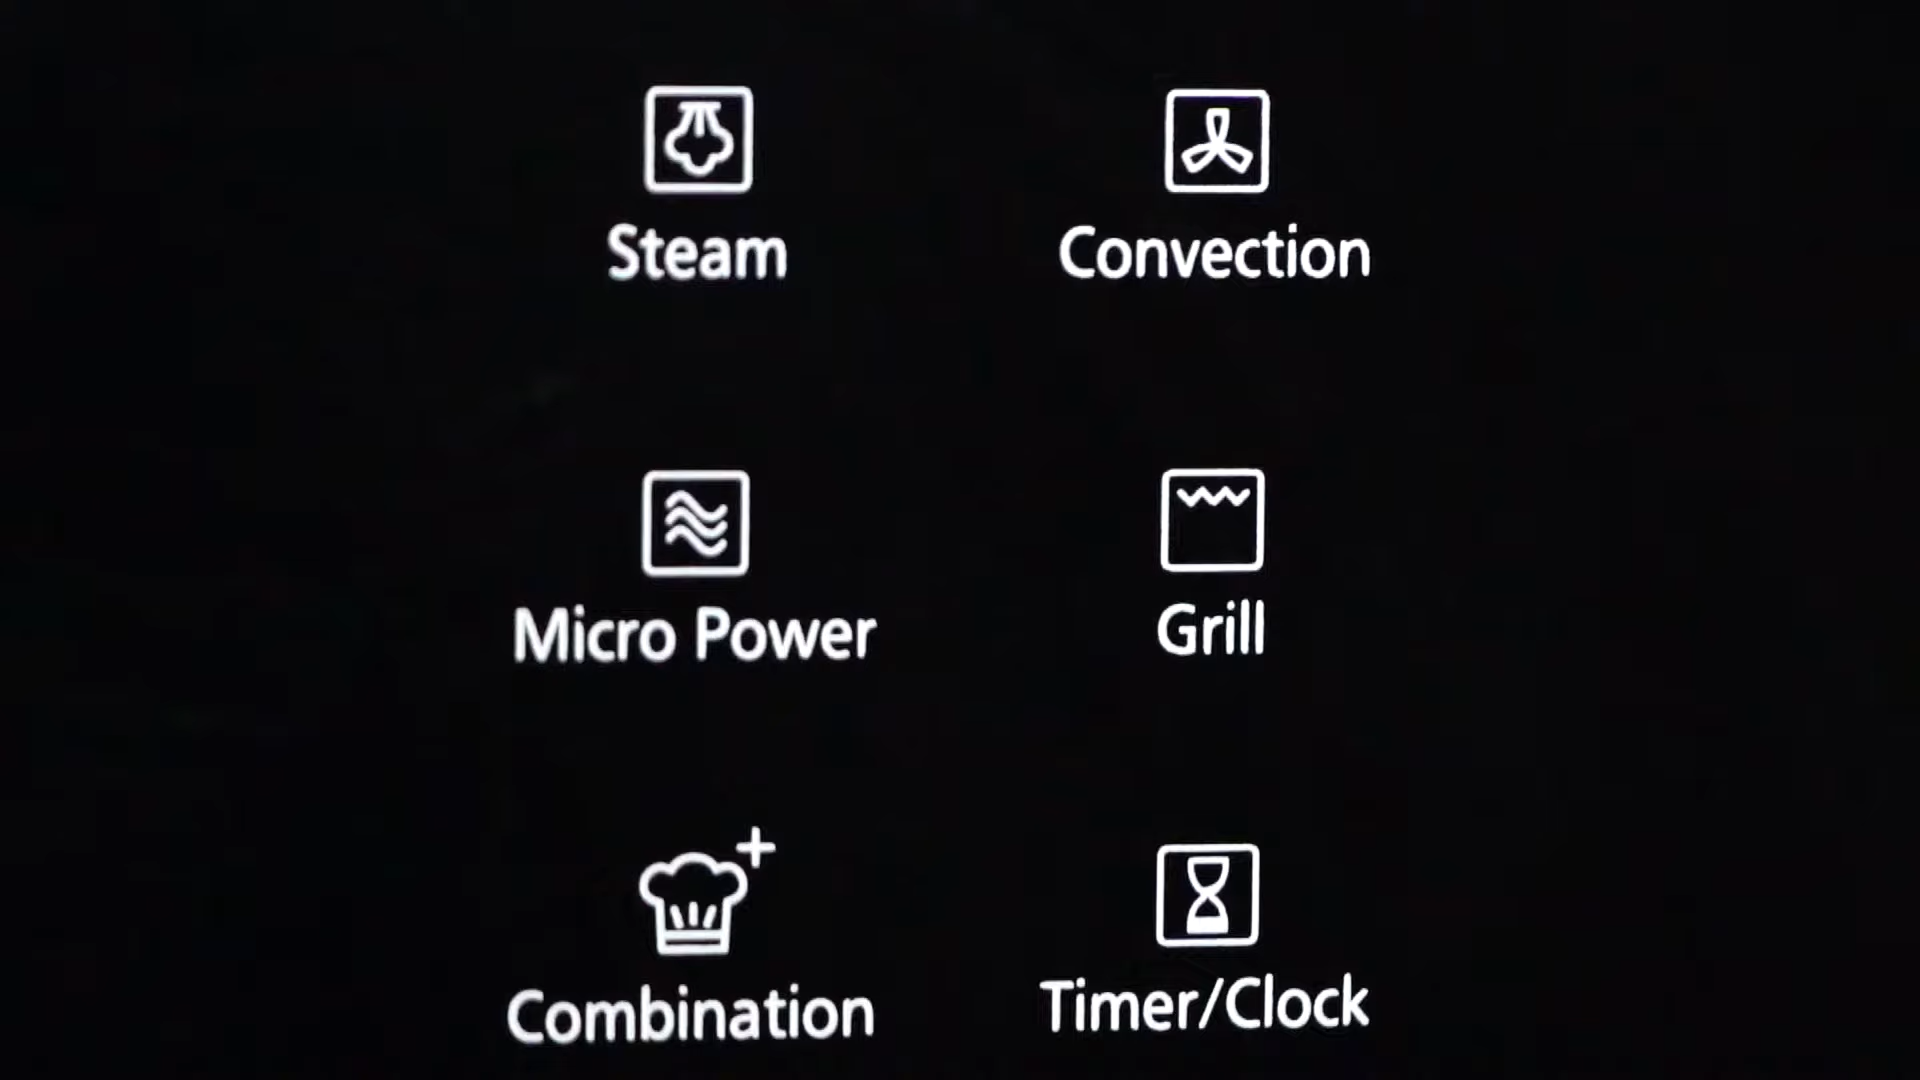 Steam
Convection
Micro Power
Grill
Combination
Timer/Clock